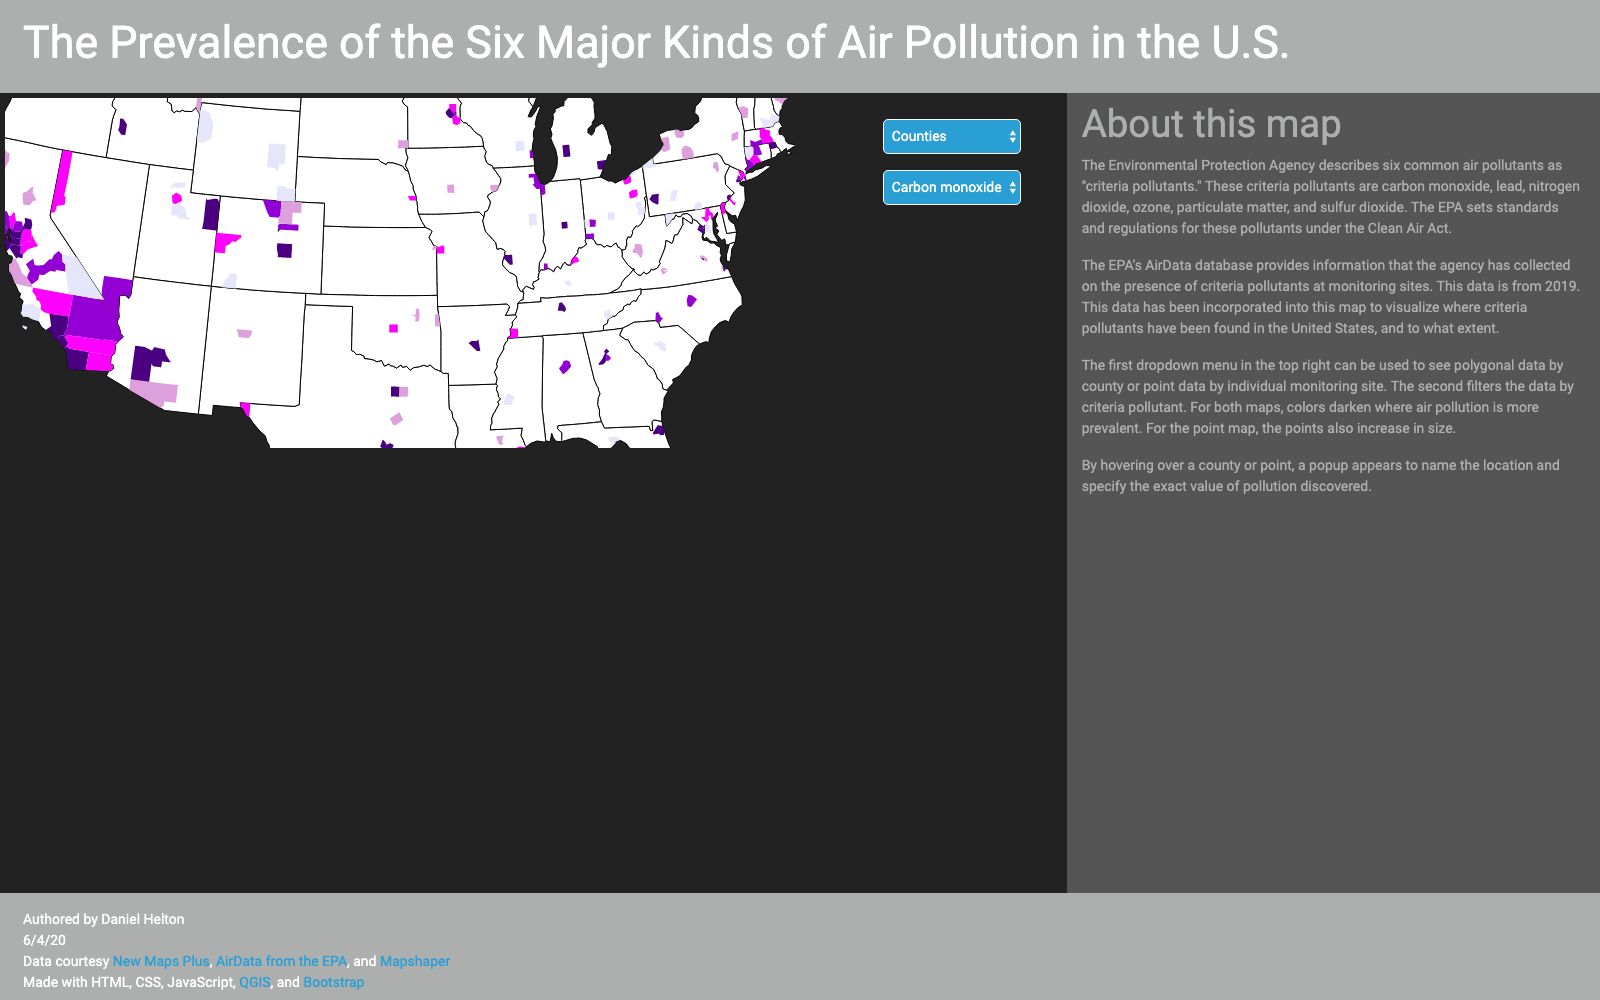 The Prevalence of the Six Major Kinds of Air Pollution in the U.S.
Counties
Carbon monoxide
About this map
The Environmental Protection Agency describes six common air pollutants as
"criteria pollutants." These criteria pollutants are carbon monoxide, lead, nitrogen
dioxide, ozone, particulate matter, and sulfur dioxide. The EPA sets standards
and regulations for these pollutants under the Clean Air Act.
The EPA's AirData database provides information that the agency has collected
on the presence of criteria pollutants at monitoring sites. This data is from 2019.
This data has been incorporated into this map to visualize where criteria
pollutants have been found in the United States, and to what extent.
The first dropdown menu in the top right can be used to see polygonal data by
county or point data by individual monitoring site. The second filters the data by
criteria pollutant. For both maps, colors darken where air pollution is more
prevalent. For the point map, the points also increase in size.
By hovering over a county or point, a popup appears to name the location and
specify the exact value of pollution discovered.
Authored by Daniel Helton
6/4/20
Data courtesy New Maps Plus, AirData from the EPA, and Mapshaper
Made with HTML, CSS, JavaScript, QGIS, and Bootstrap